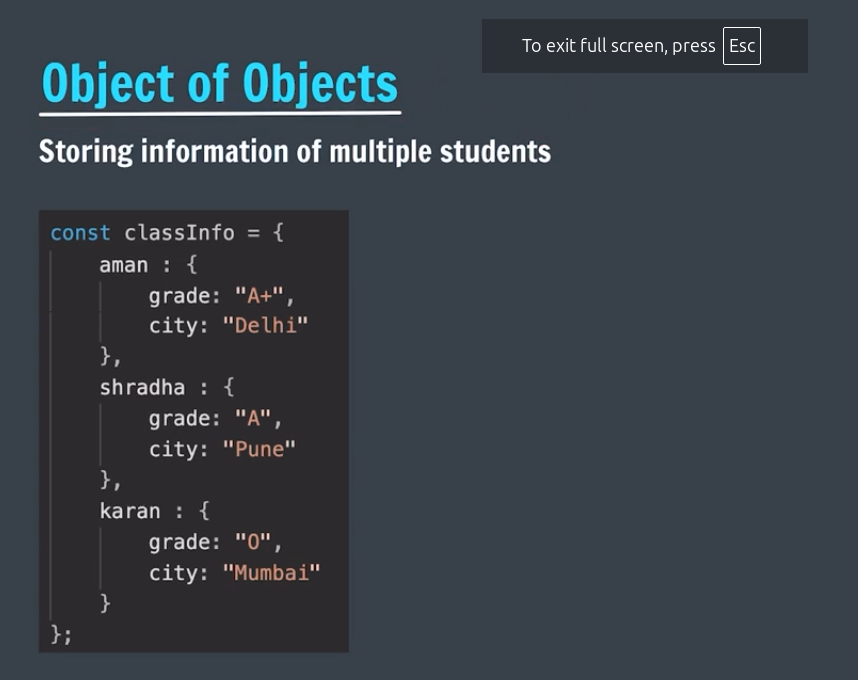 To exit full screen, press Esc
Object of Objects
Storing information of multiple students
const classInfo = {
    aman : {
        grade: "A+",
        city: "Delhi"
    },
    shradha : {
        grade: "A",
        city: "Pune"
    },
    karan : {
        grade: "O",
        city: "Mumbai"
    }
};